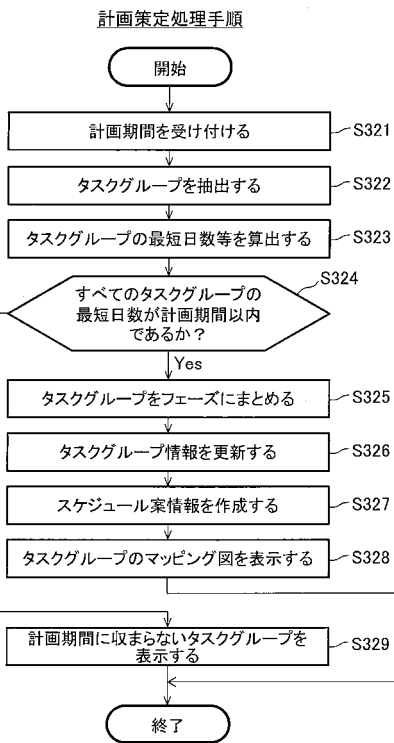 計画策定処理手順
開始
計画期間を受け付ける
S321
タスクグループを抽出する
S322
タスクグループの最短日数等を算出する
S323
S324
すべてのタスクグループの
最短日数が計画期間以内
であるか？
Yes
タスクグループをフェーズにまとめる
S325
タスクグループ情報を更新する
S326
スケジュール案情報を作成する
S327
タスクグループのマッピング図を表示する
S328
計画期間に収まらないタスクグループを
表示する
S329
終了